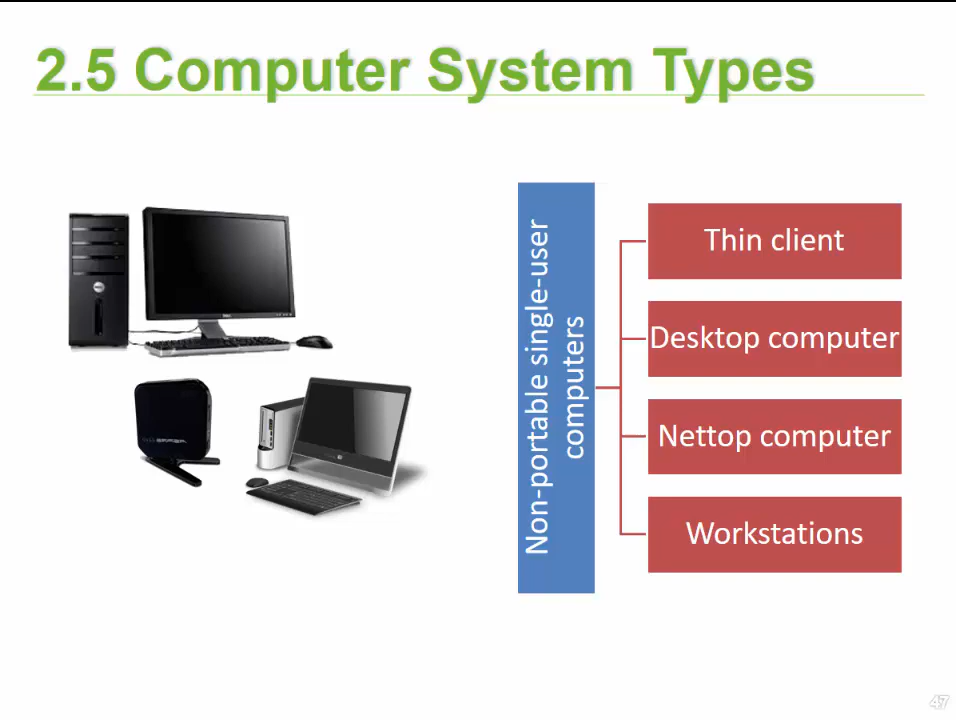 2.5 Computer System Types
Non-portable single-user
computers
Thin client
Desktop computer
Nettop computer
Workstations
47